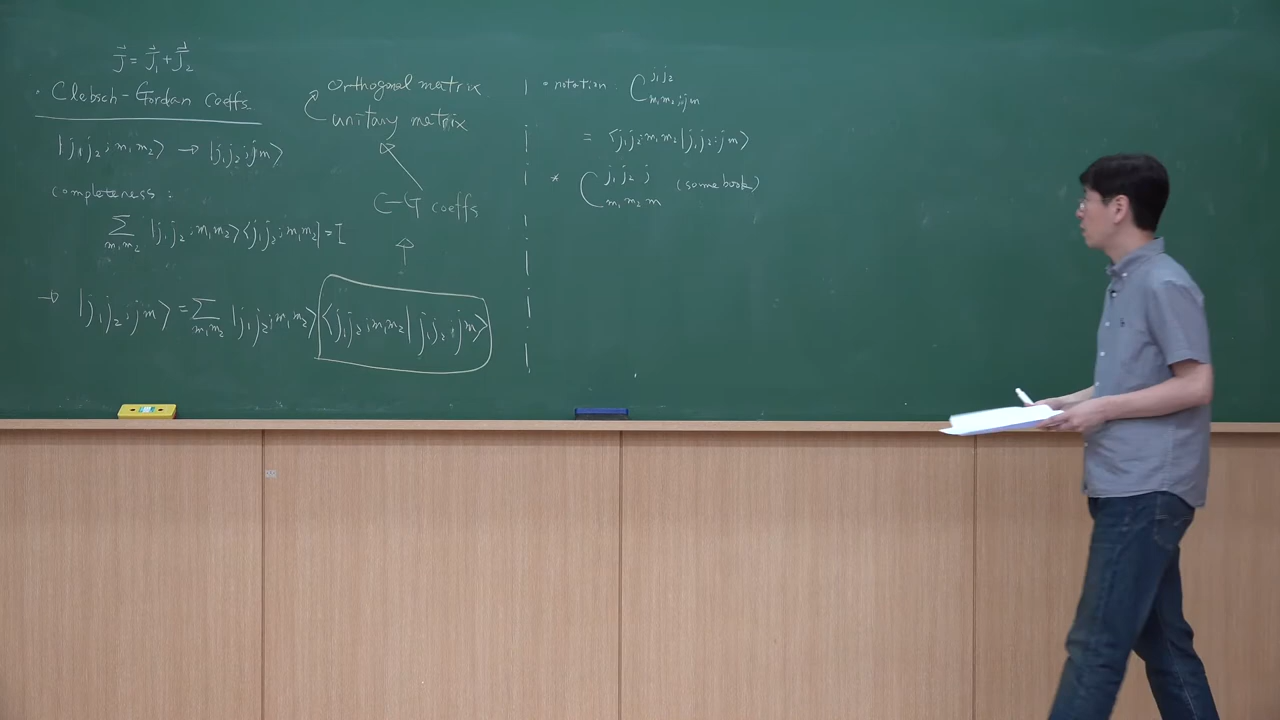 J⃗ = J⃗₁ + J⃗₂
· Clebsch-Gordan Coeffs
|j₁j₂;m₁m₂⟩ → |j₁j₂;jm⟩
completeness:
∑_{m₁m₂} |j₁j₂;m₁m₂⟩⟨j₁j₂;m₁m₂| = I
→ |j₁j₂;jm⟩ = ∑_{m₁m₂} |j₁j₂;m₁m₂⟩⟨j₁j₂;m₁m₂|j₁j₂;jm⟩
orthogonal matrix
unitary matrix
C-G coeffs
· notation C^{j₁j₂}_{m₁m₂;jm}
= ⟨j₁j₂;m₁m₂|j₁j₂;jm⟩
* C^{j₁ j₂ j}_{m₁ m₂ m} (some book)